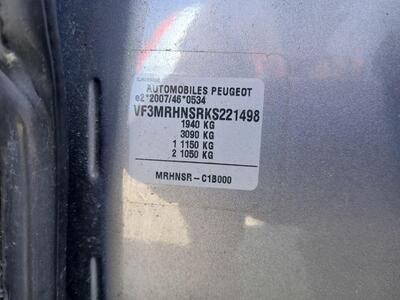 AUTOMOBILES PEUGEOT
e2*2007/46*0534
VF3MRHNSRKS221498
1940 KG
3090 KG
1 1150 KG
2 1050 KG
MRHNSR-C1B000